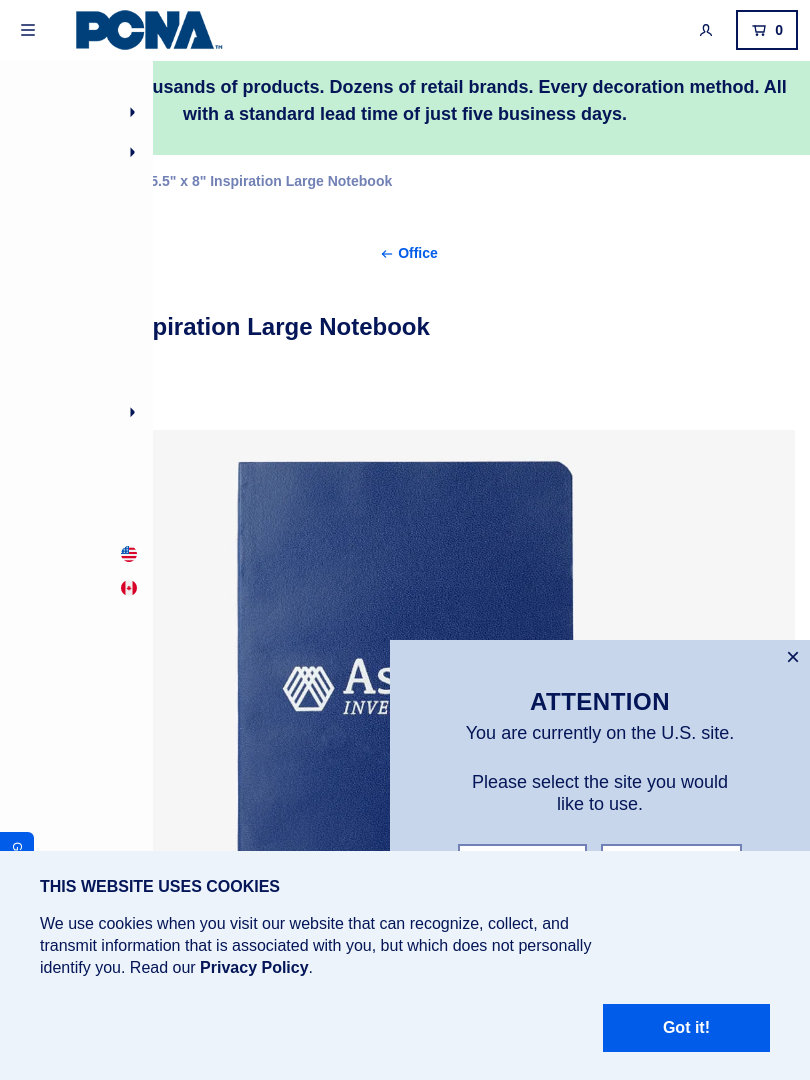 PCNA™
0
usands of products. Dozens of retail brands. Every decoration method. All
with a standard lead time of just five business days.
5.5" x 8" Inspiration Large Notebook
← Office
piration Large Notebook
As
INVE
×
ATTENTION
You are currently on the U.S. site.
Please select the site you would
like to use.
G
THIS WEBSITE USES COOKIES
We use cookies when you visit our website that can recognize, collect, and
transmit information that is associated with you, but which does not personally
identify you. Read our Privacy Policy.
Got it!